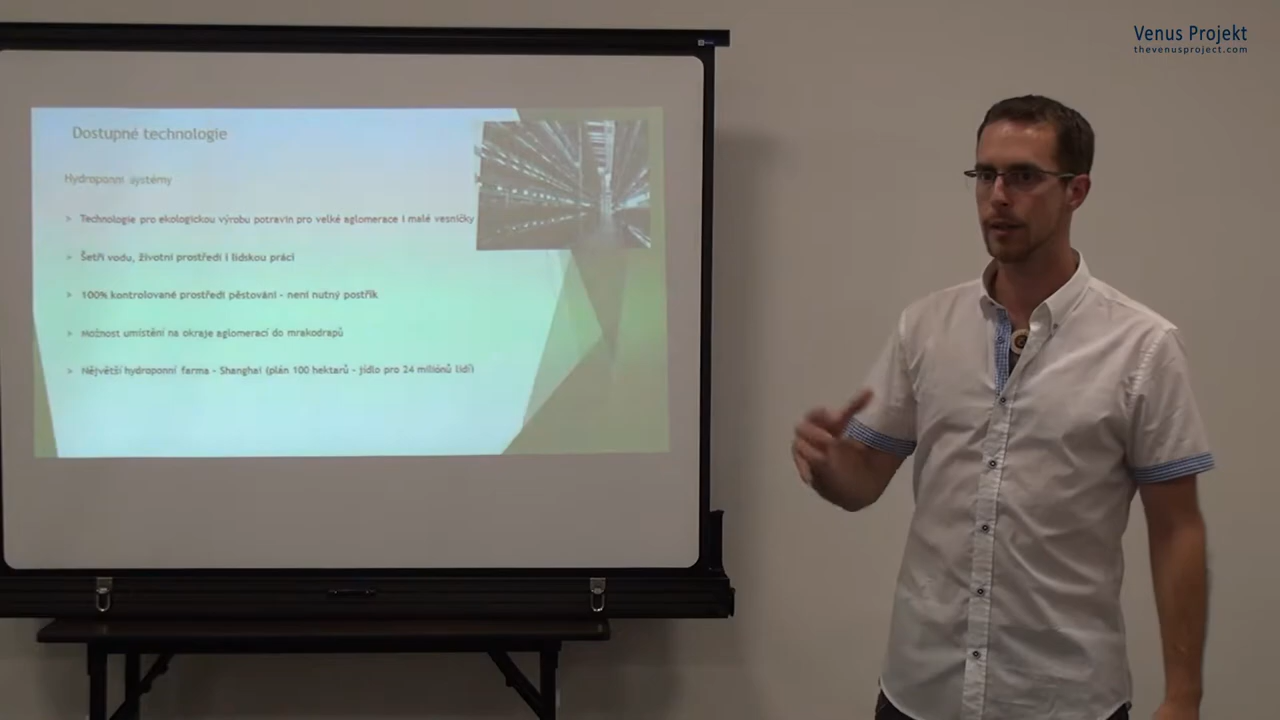 Venus Projekt
thevenusproject.com
Dostupné technologie
Hydroponní systémy
Technologie pro ekologickou výrobu potravin pro velké aglomerace i malé vesničky
Šetří vodu, životní prostředí i lidskou práci
100% kontrolované prostředí pěstování - není nutný postřik
Možnost umístění na okraje aglomerací do mrakodrapů
Největší hydroponní farma - Shanghai (plán 100 hektarů - jídlo pro 24 miliónů lidí)